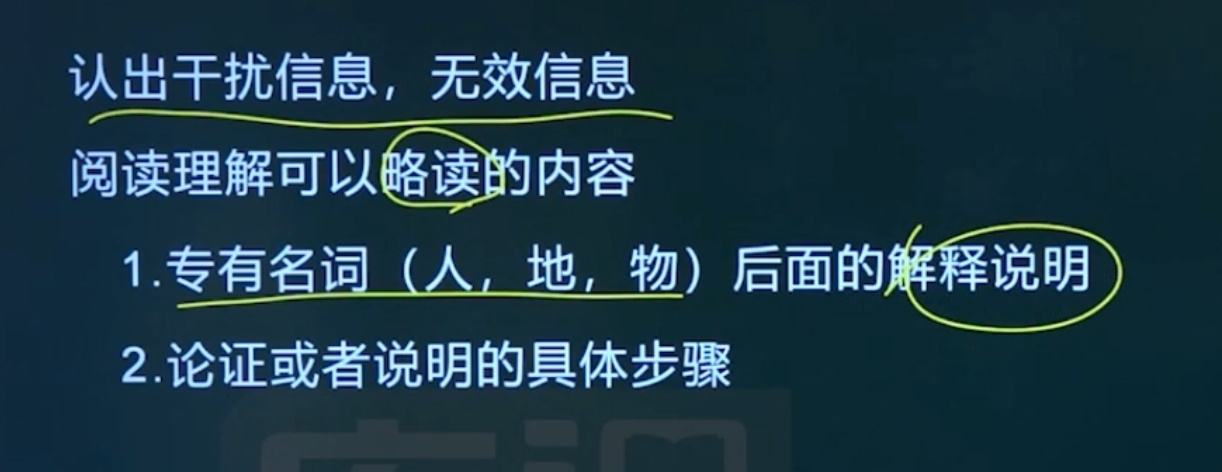 认出干扰信息，无效信息
阅读理解可以略读的内容
1.专有名词（人，地，物）后面的解释说明
2.论证或者说明的具体步骤